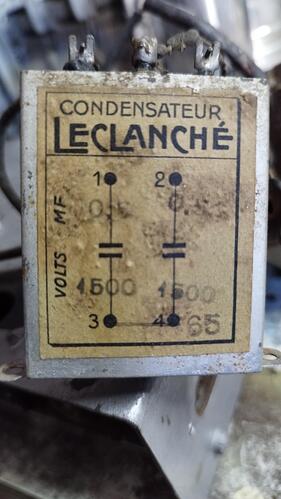 CONDENSATEUR
LECLANCHÉ
1 2
MF
VOLTS 1500 1500
3 4 65